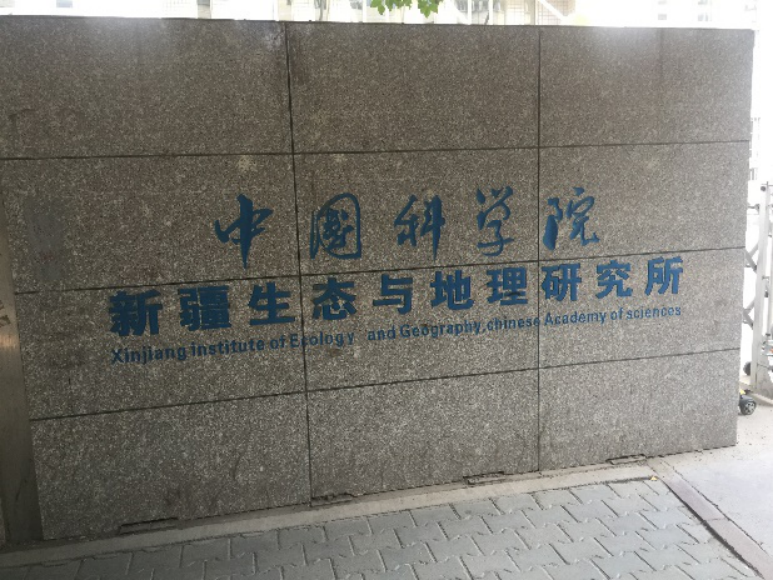 中国科学院
新疆生态与地理研究所
Xinjiang institute of Ecology and Geography,chinese Academy of sciences